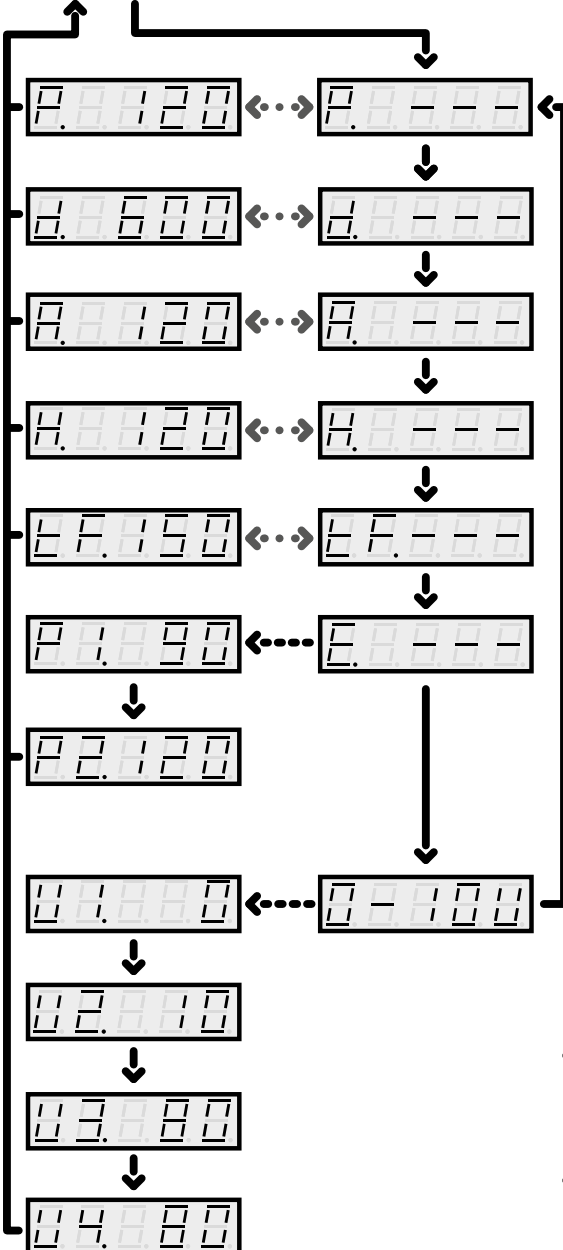 P. 120 P. - - -
d. 600 d. - - -
A. 120 A. - - -
H. 120 H. - - -
tF.150 tF.- - -
P1. 90 E. - - -
P2.120
U1. 0 0-10U
U2. 10
U3. 80
U4. 80